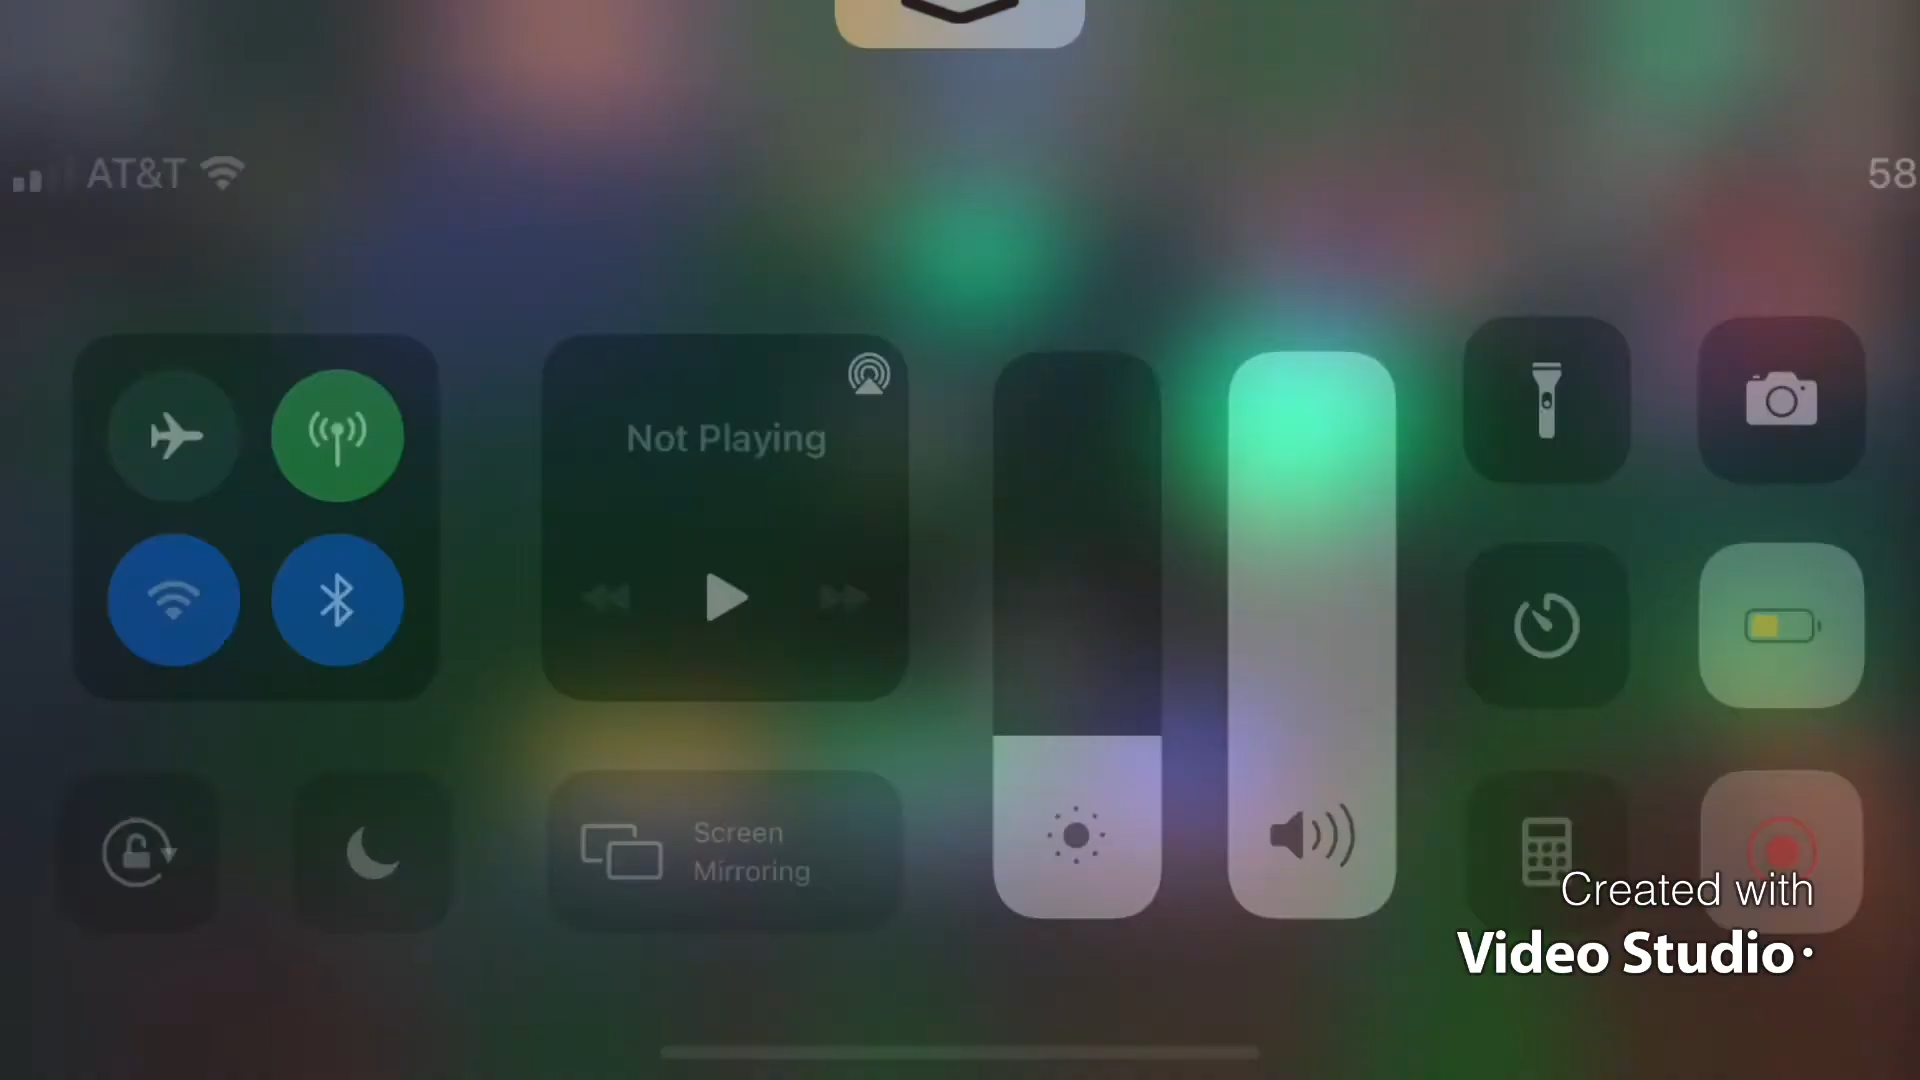 AT&T
58
Not Playing
Screen
Mirroring
Created with
Video Studio·